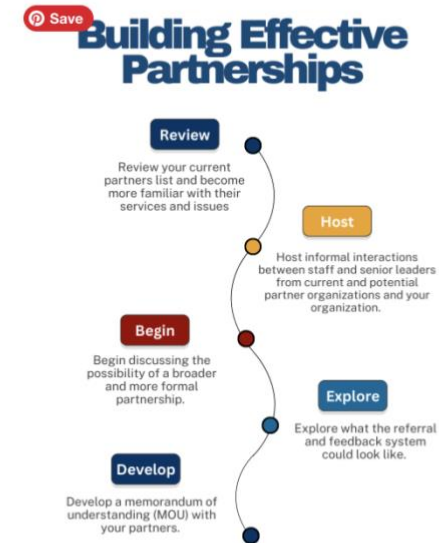 Save
Building Effective
Partnerships
Review
Review your current
partners list and become
more familiar with their
services and issues
Host
Host informal interactions
between staff and senior leaders
from current and potential
partner organizations and your
organization.
Begin
Begin discussing the
possibility of a broader
and more formal
partnership.
Explore
Explore what the referral
and feedback system
could look like.
Develop
Develop a memorandum of
understanding (MOU) with
your partners.